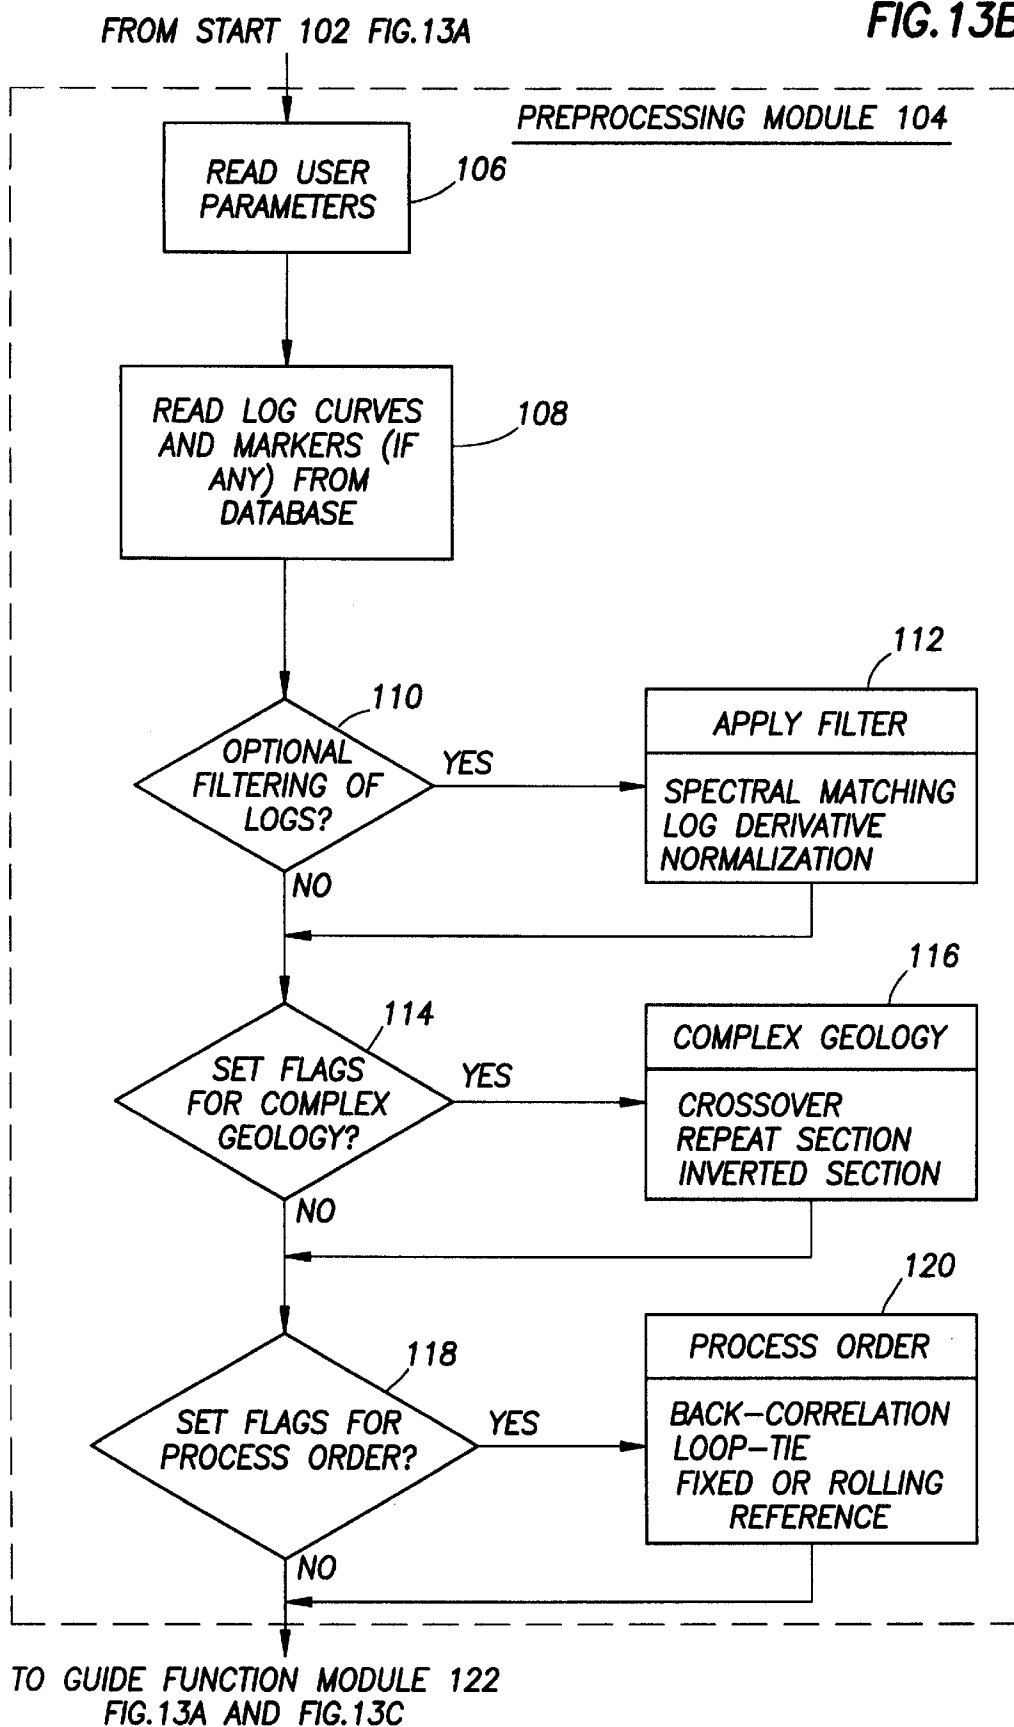 FROM START 102 FIG.13A
FIG.13B
PREPROCESSING MODULE 104
READ USER
PARAMETERS
106
READ LOG CURVES
AND MARKERS (IF
ANY) FROM
DATABASE
108
110
OPTIONAL
FILTERING OF
LOGS?
YES
NO
112
APPLY FILTER
SPECTRAL MATCHING
LOG DERIVATIVE
NORMALIZATION
114
SET FLAGS
FOR COMPLEX
GEOLOGY?
YES
NO
116
COMPLEX GEOLOGY
CROSSOVER
REPEAT SECTION
INVERTED SECTION
118
SET FLAGS FOR
PROCESS ORDER?
YES
NO
120
PROCESS ORDER
BACK-CORRELATION
LOOP-TIE
FIXED OR ROLLING
REFERENCE
TO GUIDE FUNCTION MODULE 122
FIG.13A AND FIG.13C